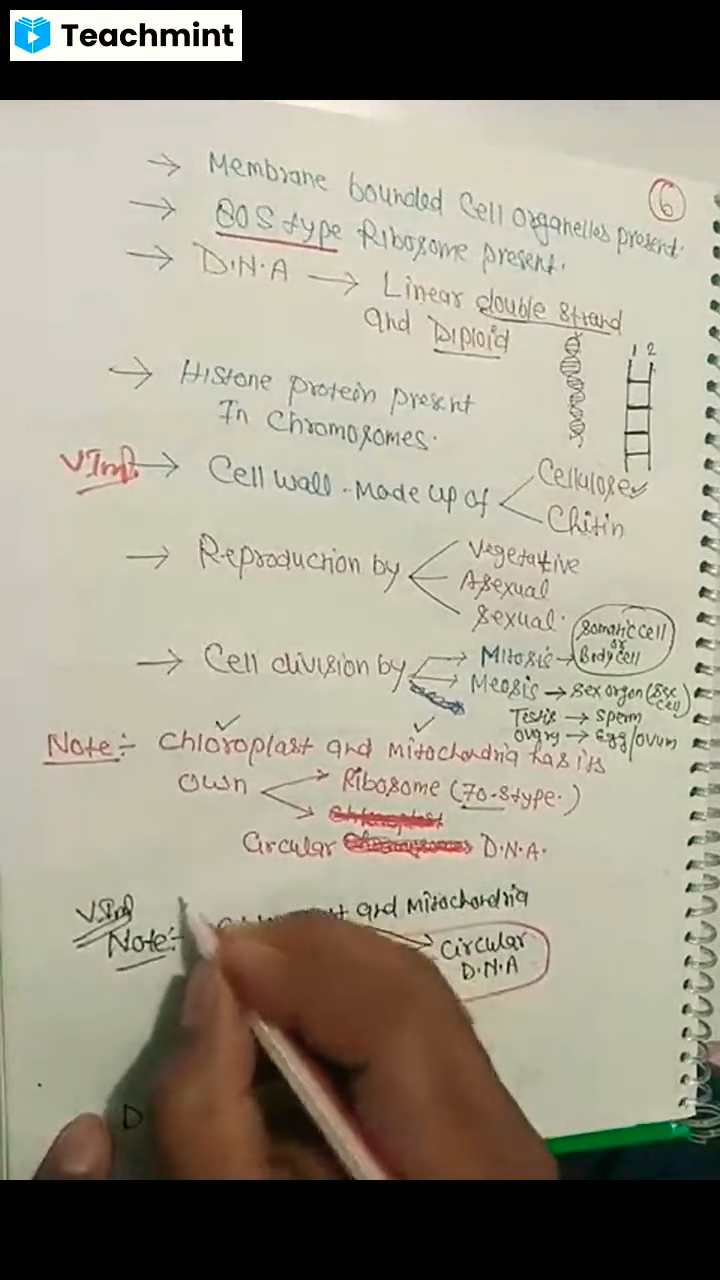 Teachmint
6
→ Membrane bounded Cell organelles present.
→ 80S type Ribosome present.
→ D.N.A → Linear double strand
and Diploid
1 2
→ Histone protein present
In Chromosomes.
V.Imp. → Cell wall - Made up of Cellulose ✓
Chitin
→ Reproduction by Vegetative
Asexual
Sexual.
→ Cell division by → Mitosis → Somatic cell or Body cell
→ Meosis → Sex organ (Sex cell)
Testis → Sperm
Ovary → Egg/Ovum
Note:- Chloroplast and Mitochondria has its
own → Ribosome (70-S type.)
→ Circular D.N.A.
V.Imp
Note:- and Mitochondria
Circular
D.N.A
D